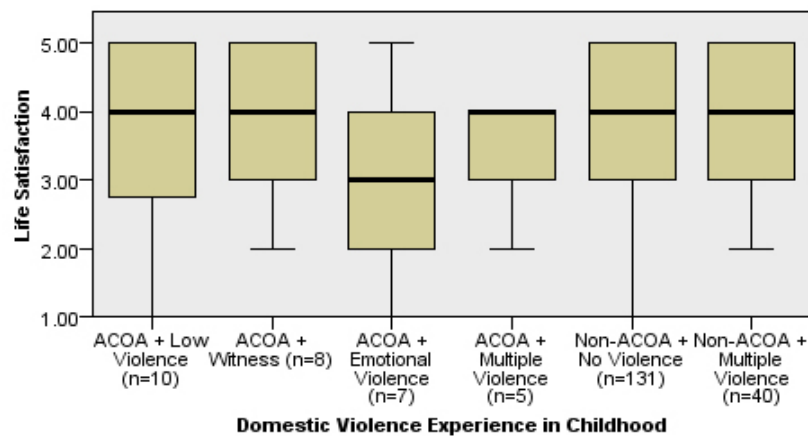 Life Satisfaction
5.00
4.00
3.00
2.00
1.00
ACOA + Low
Violence
(n=10)
ACOA +
Witness (n=8)
ACOA +
Emotional
Violence
(n=7)
ACOA +
Multiple
Violence
(n=5)
Non-ACOA +
No Violence
(n=131)
Non-ACOA +
Multiple
Violence
(n=40)
Domestic Violence Experience in Childhood